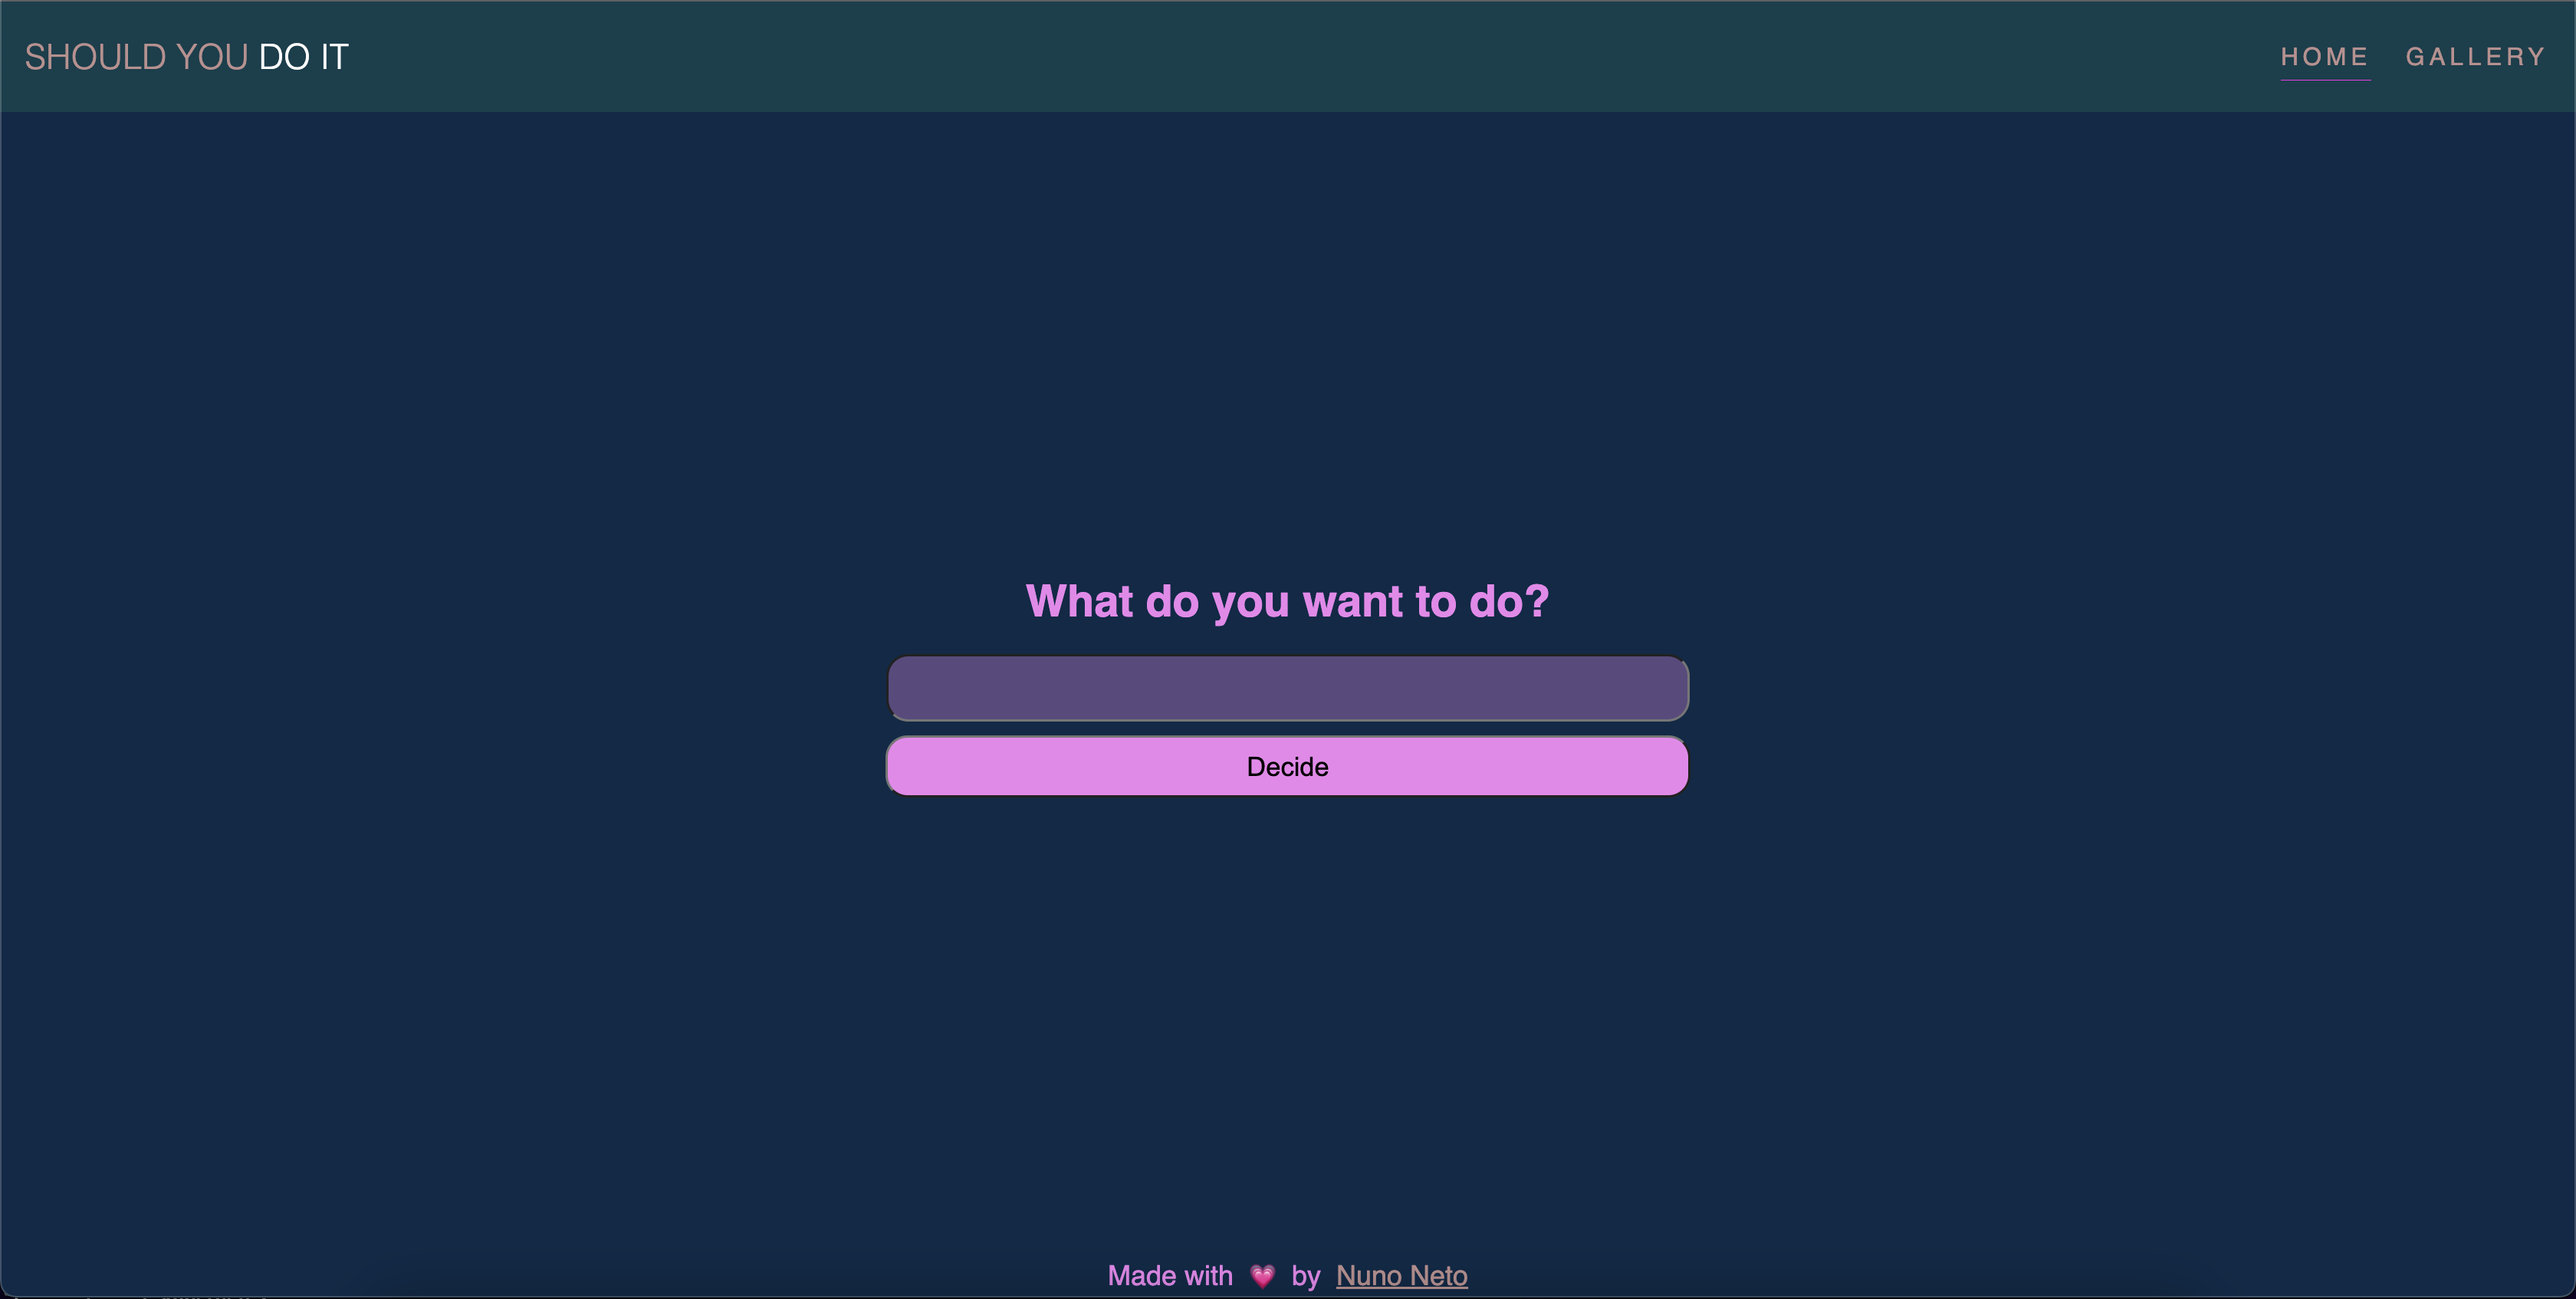 SHOULD YOU DO IT
HOME GALLERY
What do you want to do?
Decide
Made with 💗 by Nuno Neto